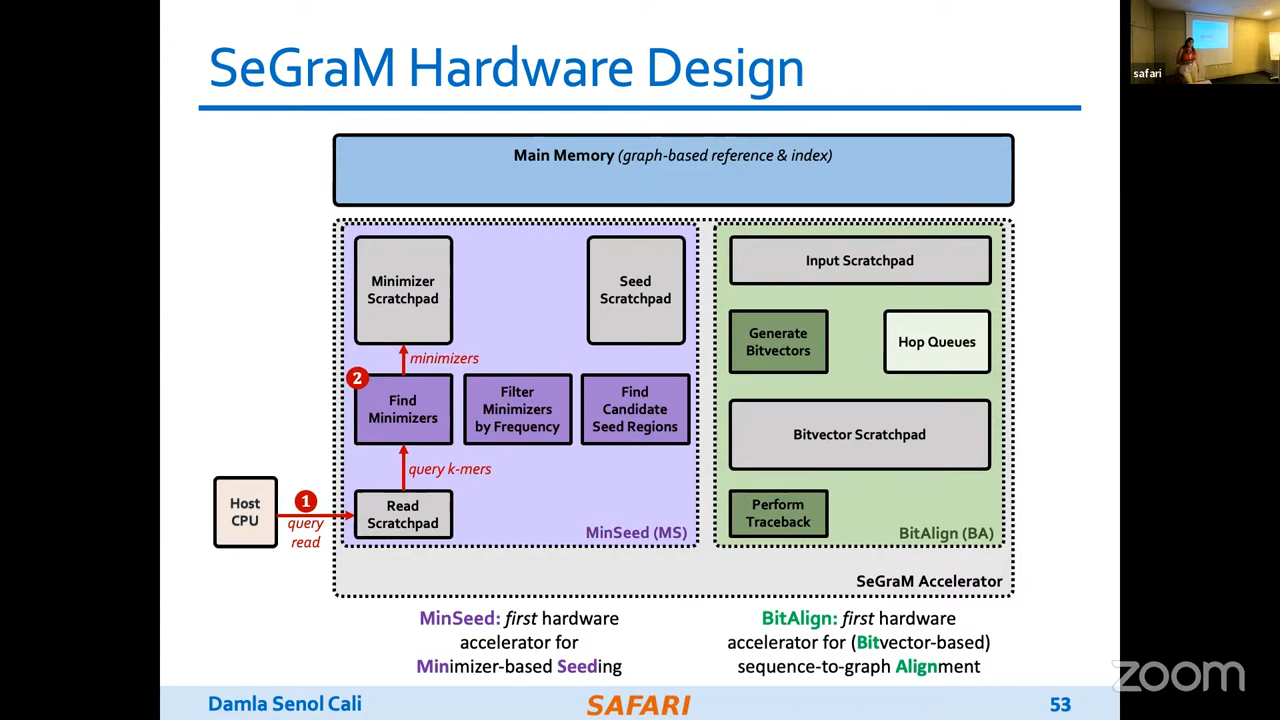 SeGraM Hardware Design
safari
Main Memory (graph-based reference & index)
Minimizer
Scratchpad
Seed
Scratchpad
Input Scratchpad
Generate
Bitvectors
Hop Queues
minimizers
2
Find
Minimizers
Filter
Minimizers
by Frequency
Find
Candidate
Seed Regions
Bitvector Scratchpad
query k-mers
Host
CPU
1
query
read
Read
Scratchpad
MinSeed (MS)
Perform
Traceback
BitAlign (BA)
SeGraM Accelerator
MinSeed: first hardware
accelerator for
Minimizer-based Seeding
BitAlign: first hardware
accelerator for (Bitvector-based)
sequence-to-graph Alignment
zoom
Damla Senol Cali
SAFARI
53